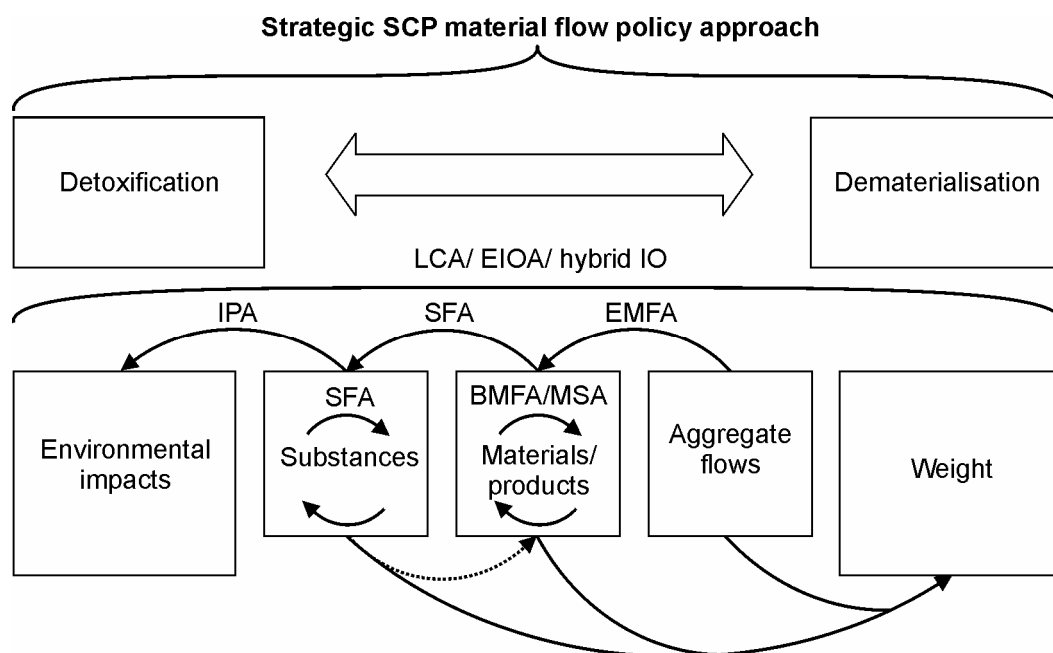 Strategic SCP material flow policy approach
Detoxification
Dematerialisation
LCA/ EIOA/ hybrid IO
IPA
SFA
EMFA
Environmental
impacts
SFA
Substances
BMFA/MSA
Materials/
products
Aggregate
flows
Weight